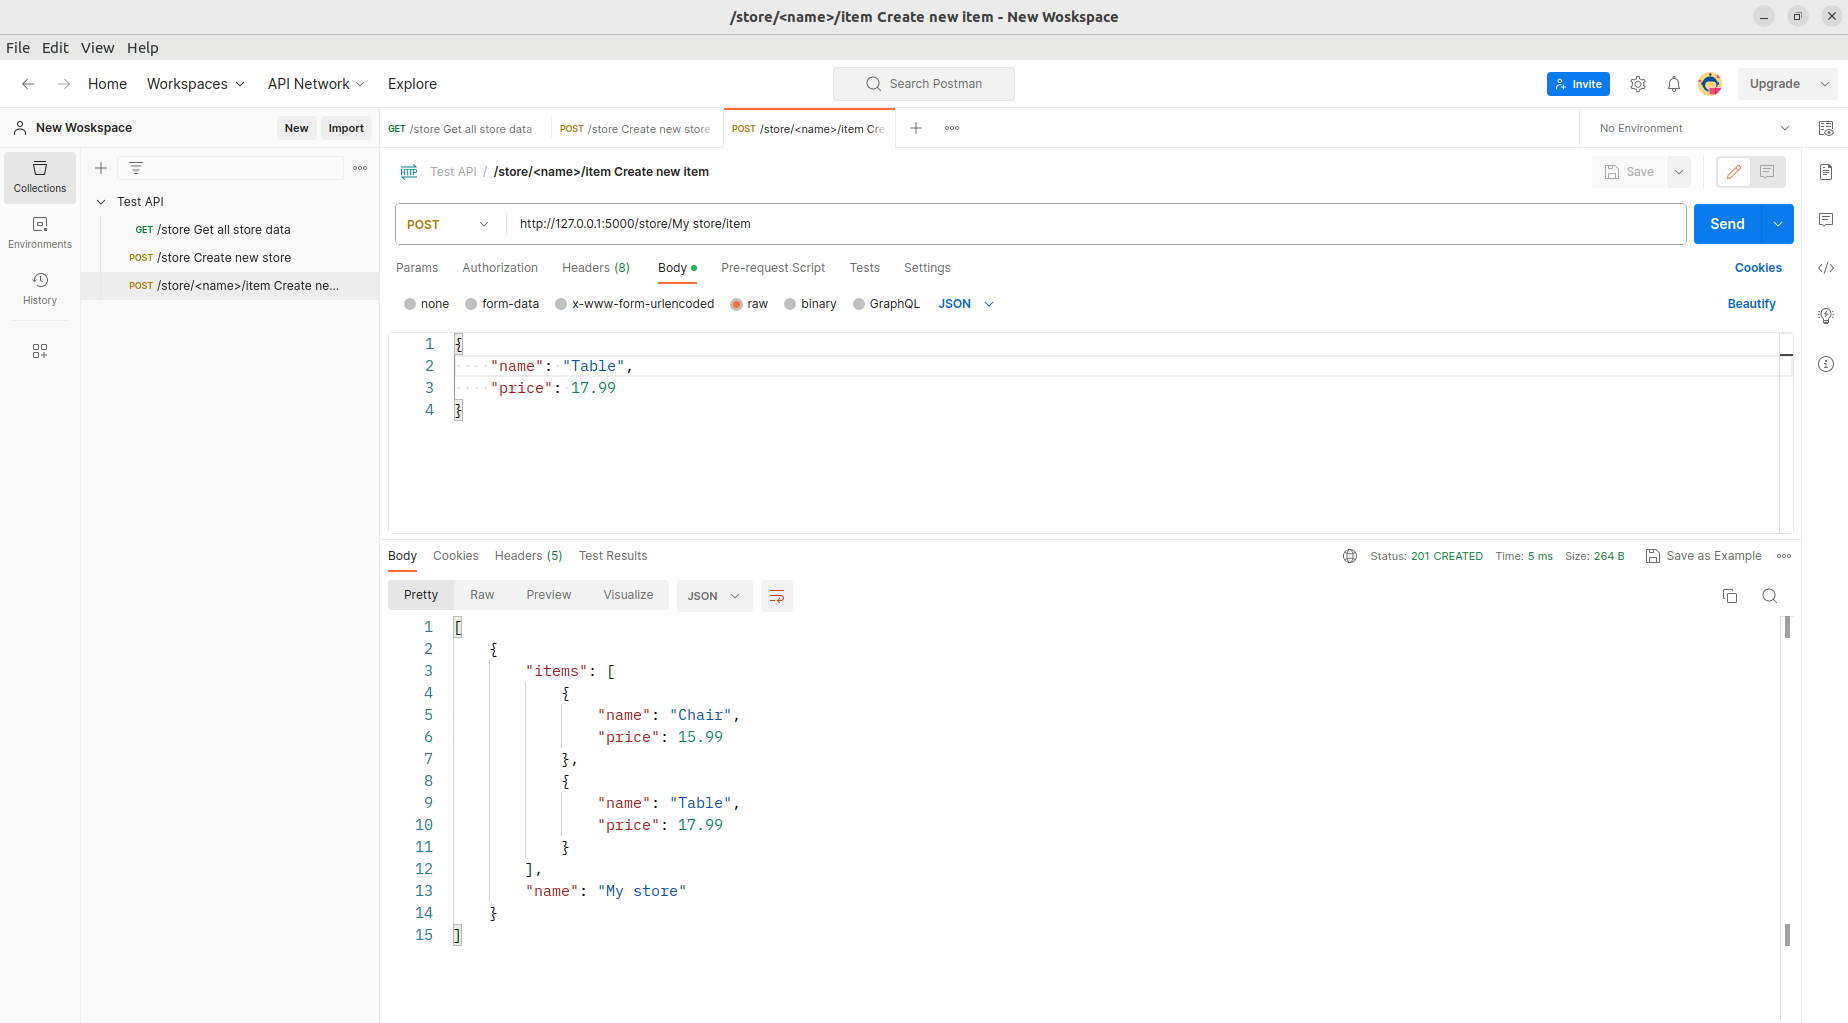 /store/<name>/item Create new item - New Woskspace
File Edit View Help
Home Workspaces API Network Explore Search Postman Invite Upgrade
New Woskspace New Import GET /store Get all store data POST /store Create new store POST /store/<name>/item Cre No Environment
Collections
Environments
History
Test API
GET /store Get all store data
POST /store Create new store
POST /store/<name>/item Create ne...
HTTP Test API / /store/<name>/item Create new item Save
POST http://127.0.0.1:5000/store/My store/item Send
Params Authorization Headers (8) Body Pre-request Script Tests Settings Cookies
none form-data x-www-form-urlencoded raw binary GraphQL JSON Beautify
1 {
2 "name": "Table",
3 "price": 17.99
4 }
Body Cookies Headers (5) Test Results Status: 201 CREATED Time: 5 ms Size: 264 B Save as Example
Pretty Raw Preview Visualize JSON
1 [
2 {
3 "items": [
4 {
5 "name": "Chair",
6 "price": 15.99
7 },
8 {
9 "name": "Table",
10 "price": 17.99
11 }
12 ],
13 "name": "My store"
14 }
15 ]